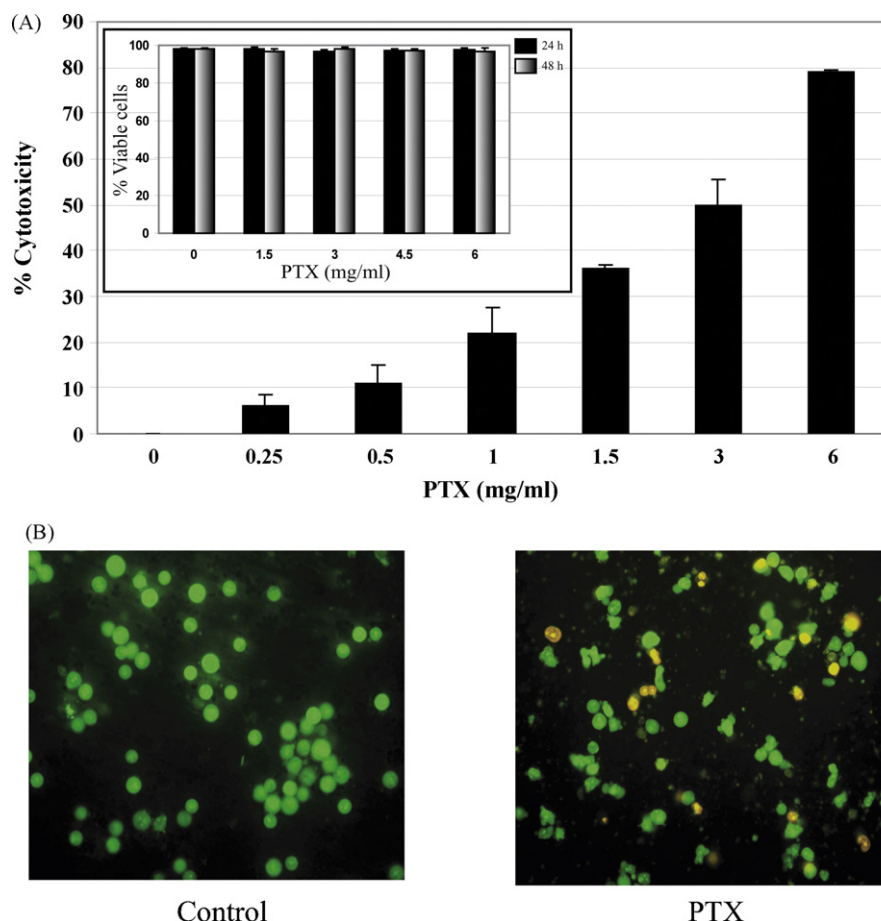 (A)
90
80
70
60
50
40
30
20
10
0
% Cytotoxicity
0 0.25 0.5 1 1.5 3 6
PTX (mg/ml)
100
80
60
40
20
0
% Viable cells
0 1.5 3 4.5 6
PTX (mg/ml)
24 h
48 h
(B)
Control
PTX